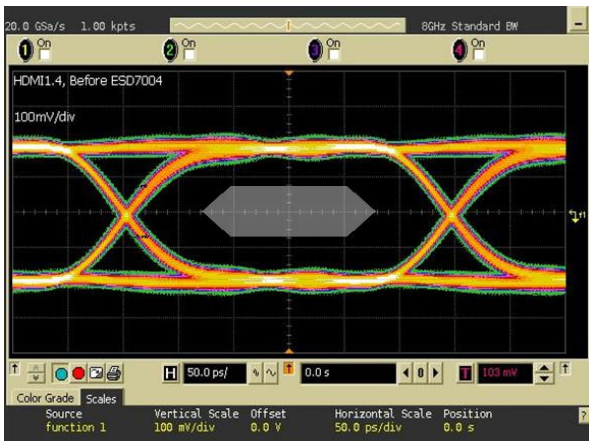 20.0 GSa/s 1.00 kpts 8GHz Standard BW
1 On 2 On 3 On 4 On
HDMI1.4, Before ESD7004
100mV/div
f1
H 50.0 ps/ 0.0 s 0 T 103 mV
Color Grade Scales
Source Vertical Scale Offset Horizontal Scale Position
function 1 100 mV/div 0.0 V 50.0 ps/div 0.0 s
?